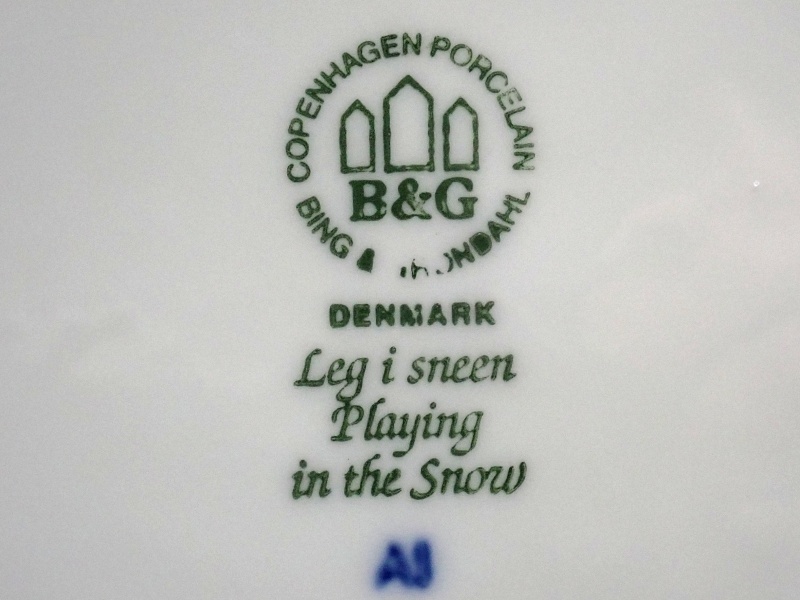 COPENHAGEN PORCELAIN
B&G
BING &
DENMARK
Leg i sneen
Playing
in the Snow